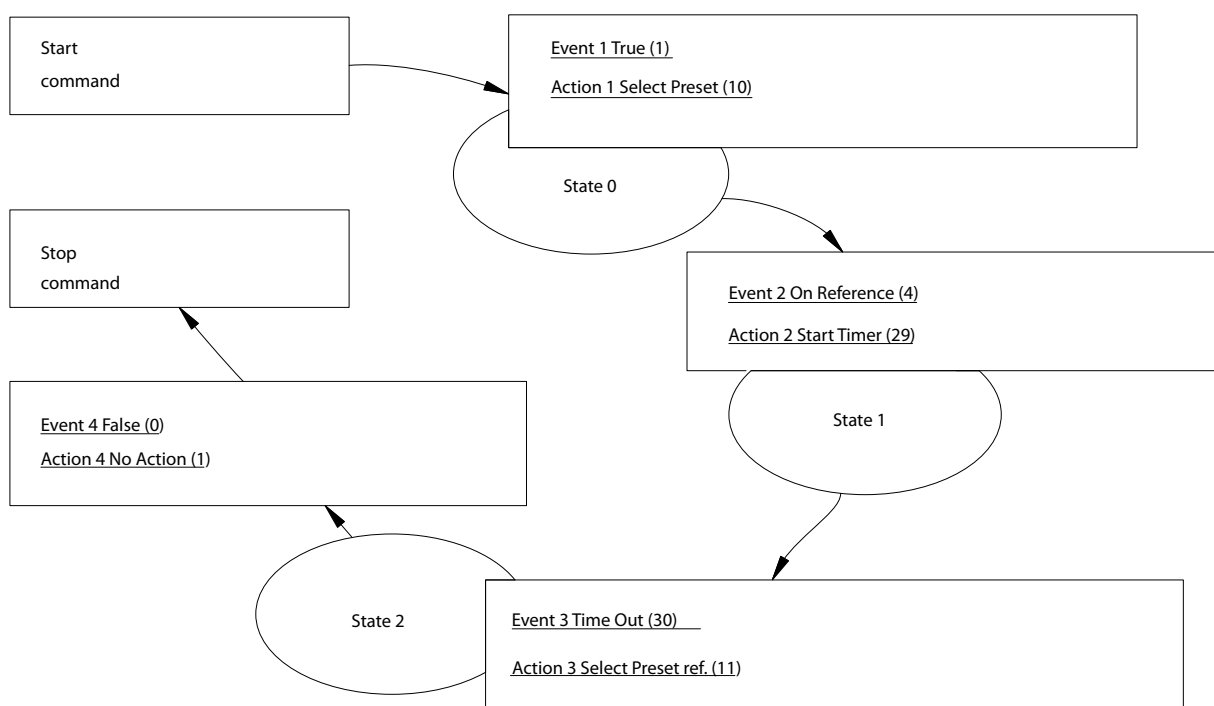 Start
command
Event 1 True (1)
Action 1 Select Preset (10)
State 0
Stop
command
Event 2 On Reference (4)
Action 2 Start Timer (29)
State 1
Event 4 False (0)
Action 4 No Action (1)
State 2
Event 3 Time Out (30)
Action 3 Select Preset ref. (11)